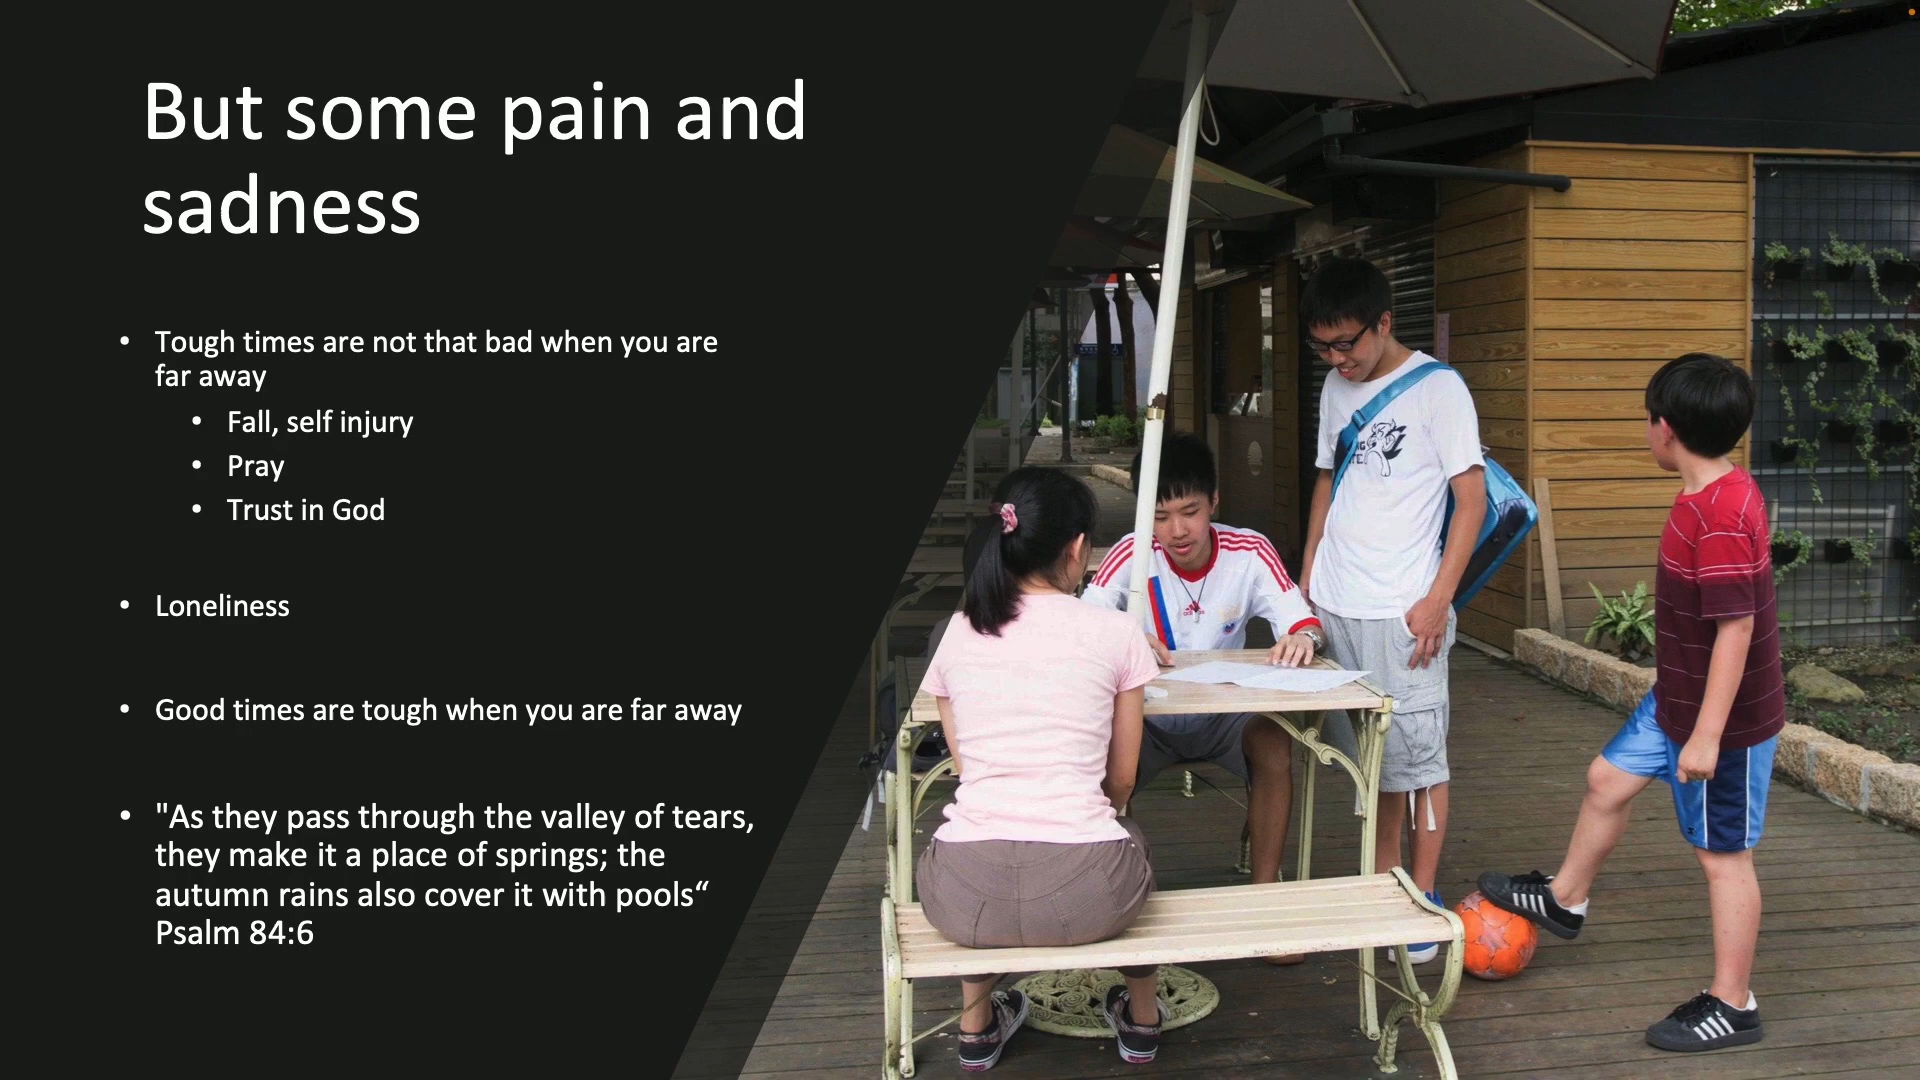 But some pain and
sadness
• Tough times are not that bad when you are
far away
• Fall, self injury
• Pray
• Trust in God
• Loneliness
• Good times are tough when you are far away
• "As they pass through the valley of tears,
they make it a place of springs; the
autumn rains also cover it with pools“
Psalm 84:6